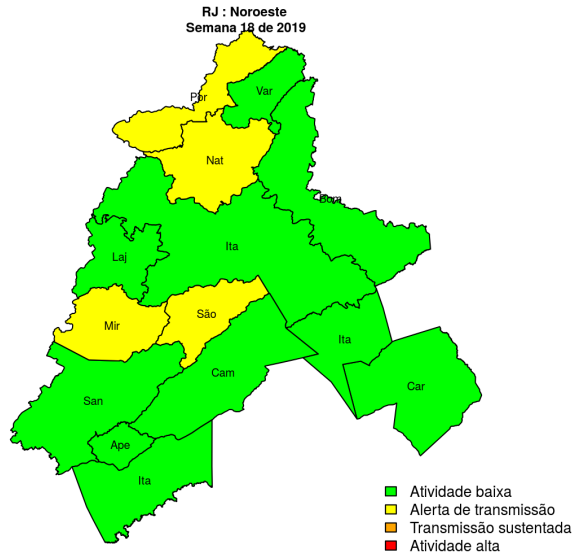 RJ : Noroeste
Semana 18 de 2019
Por
Var
Nat
Bom
Ita
Laj
São
Mir
Ita
Cam
Car
San
Ape
Ita
Atividade baixa
Alerta de transmissão
Transmissão sustentada
Atividade alta